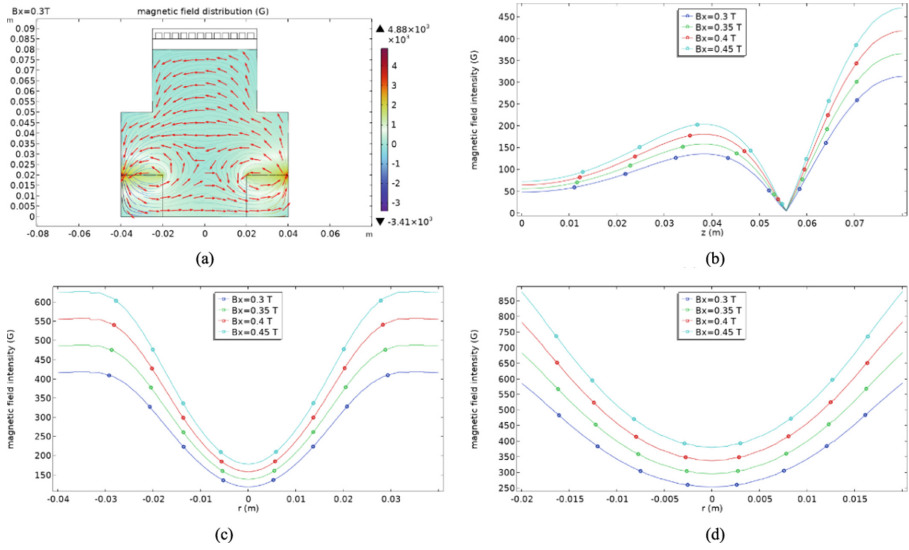 Bx=0.3T
magnetic field distribution (G)
m
0.09
0.085
0.08
0.075
0.07
0.065
0.06
0.055
0.05
0.045
0.04
0.035
0.03
0.025
0.02
0.015
0.01
0.005
0
-0.08 -0.06 -0.04 -0.02 0 0.02 0.04 0.06 m
4.88×10³
×10³
4
3
2
1
0
-1
-2
-3
-3.41×10³
(a)
Bx=0.3 T
Bx=0.35 T
Bx=0.4 T
Bx=0.45 T
magnetic field intensity (G)
450
400
350
300
250
200
150
100
50
0
0 0.01 0.02 0.03 0.04 0.05 0.06 0.07
z (m)
(b)
Bx=0.3 T
Bx=0.35 T
Bx=0.4 T
Bx=0.45 T
magnetic field intensity (G)
600
550
500
450
400
350
300
250
200
150
-0.04 -0.03 -0.02 -0.01 0 0.01 0.02 0.03
r (m)
(c)
Bx=0.3 T
Bx=0.35 T
Bx=0.4 T
Bx=0.45 T
magnetic field intensity (G)
850
800
750
700
650
600
550
500
450
400
350
300
250
-0.02 -0.015 -0.01 -0.005 0 0.005 0.01 0.015
r (m)
(d)